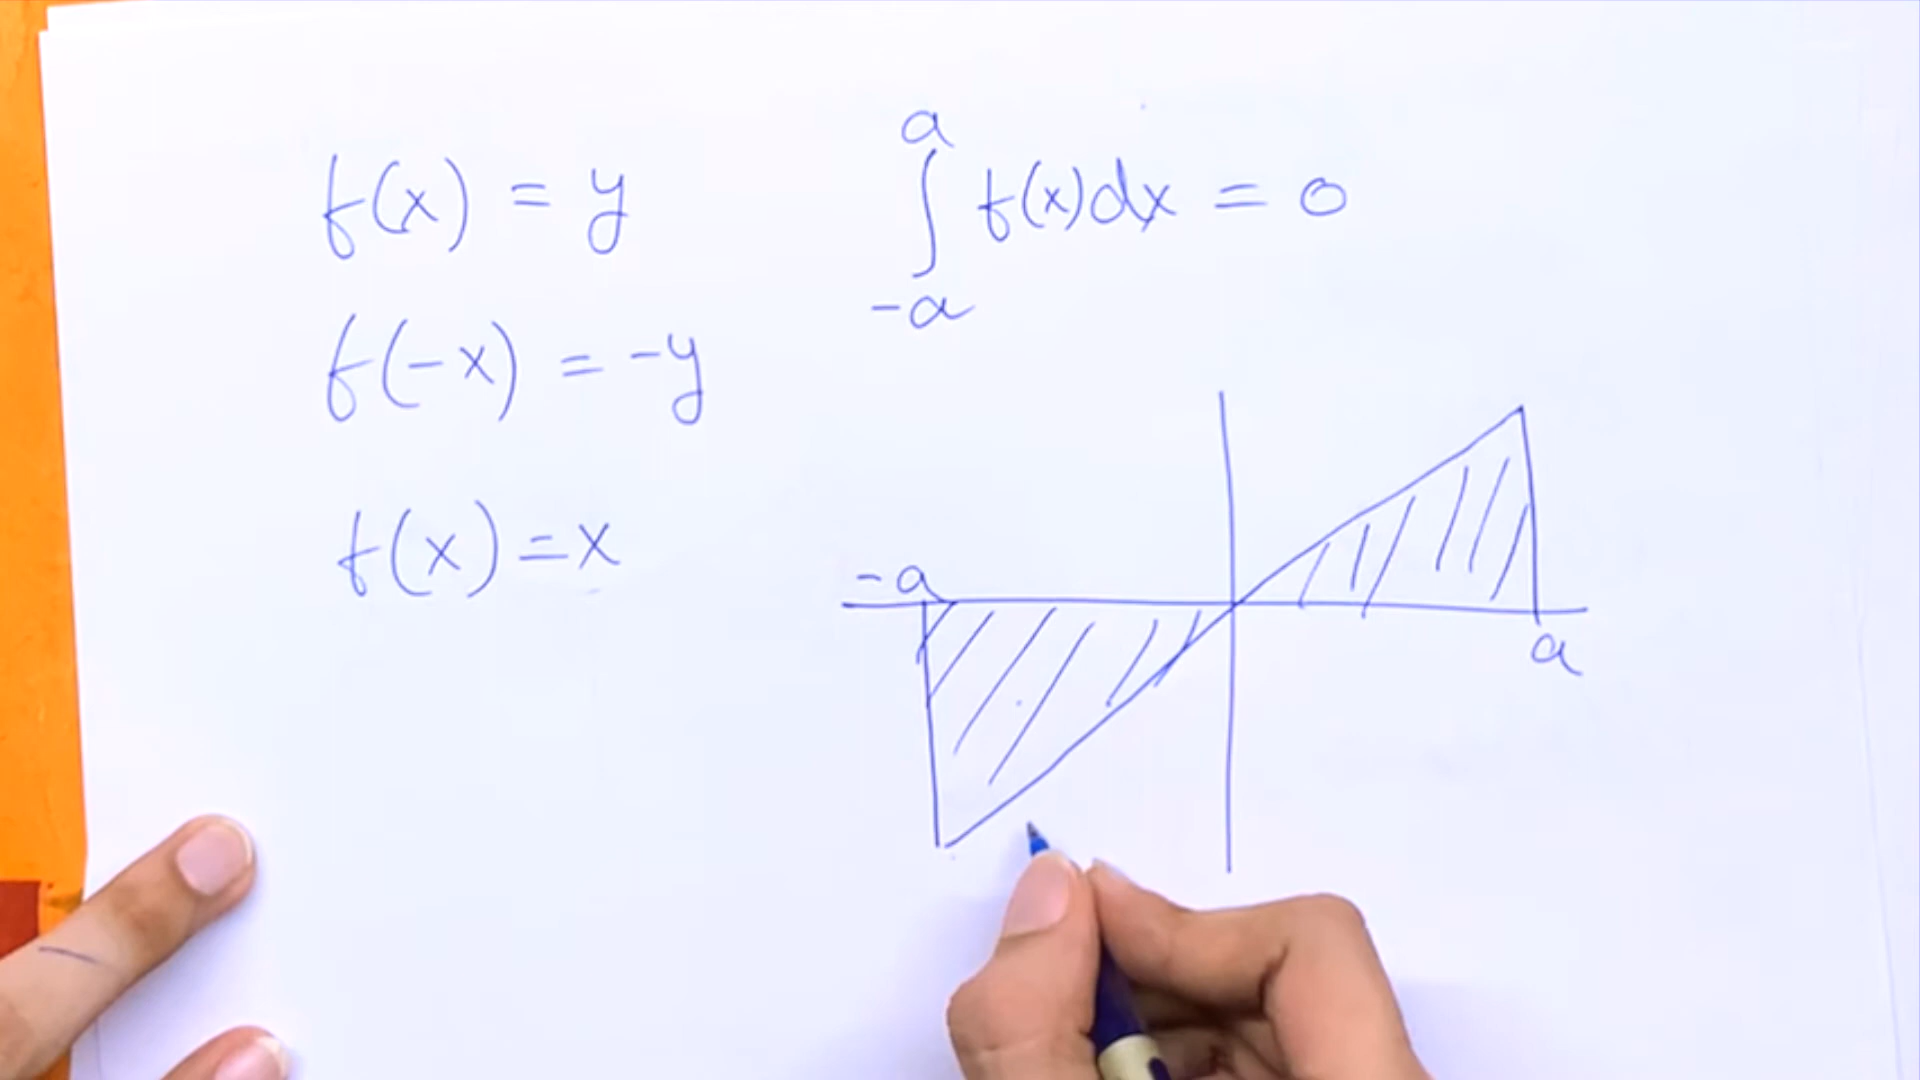 f(x) = y
f(-x) = -y
f(x) = x
a
∫ f(x)dx = 0
-a
-a
a